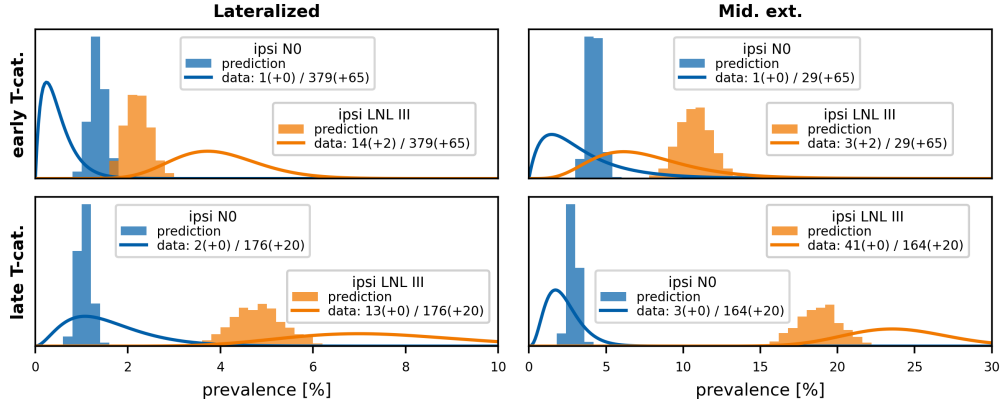 Lateralized
Mid. ext.
early T-cat.
ipsi N0
prediction
data: 1(+0) / 379(+65)
ipsi LNL III
prediction
data: 14(+2) / 379(+65)
ipsi N0
prediction
data: 1(+0) / 29(+65)
ipsi LNL III
prediction
data: 3(+2) / 29(+65)
late T-cat.
ipsi N0
prediction
data: 2(+0) / 176(+20)
ipsi LNL III
prediction
data: 13(+0) / 176(+20)
ipsi LNL III
prediction
data: 41(+0) / 164(+20)
ipsi N0
prediction
data: 3(+0) / 164(+20)
0 2 4 6 8 10
prevalence [%]
0 5 10 15 20 25 30
prevalence [%]